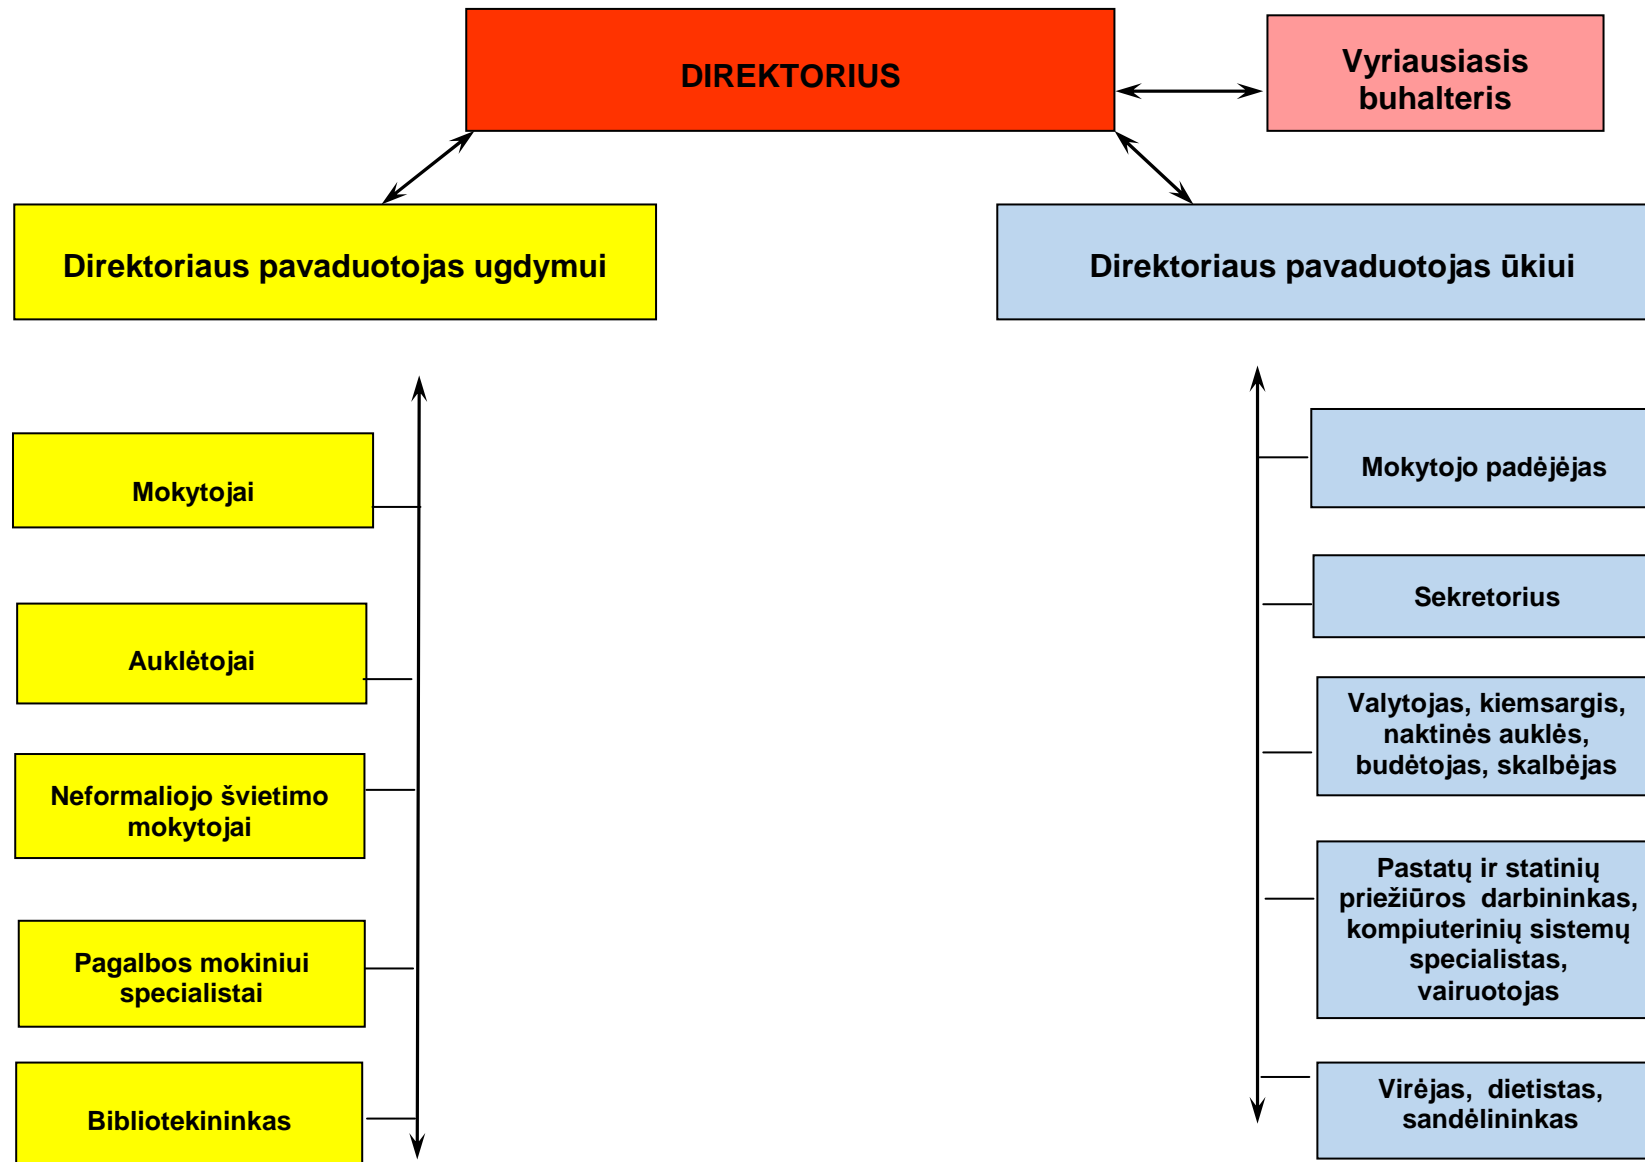 DIREKTORIUS
Vyriausiasis
buhalteris
Direktoriaus pavaduotojas ugdymui
Direktoriaus pavaduotojas ūkiui
Mokytojai
Auklėtojai
Neformaliojo švietimo
mokytojai
Pagalbos mokiniui
specialistai
Bibliotekininkas
Mokytojo padėjėjas
Sekretorius
Valytojas, kiemsargis,
naktinės auklės,
budėtojas, skalbėjas
Pastatų ir statinių
priežiūros darbininkas,
kompiuterinių sistemų
specialistas,
vairuotojas
Virėjas, dietistas,
sandėlininkas